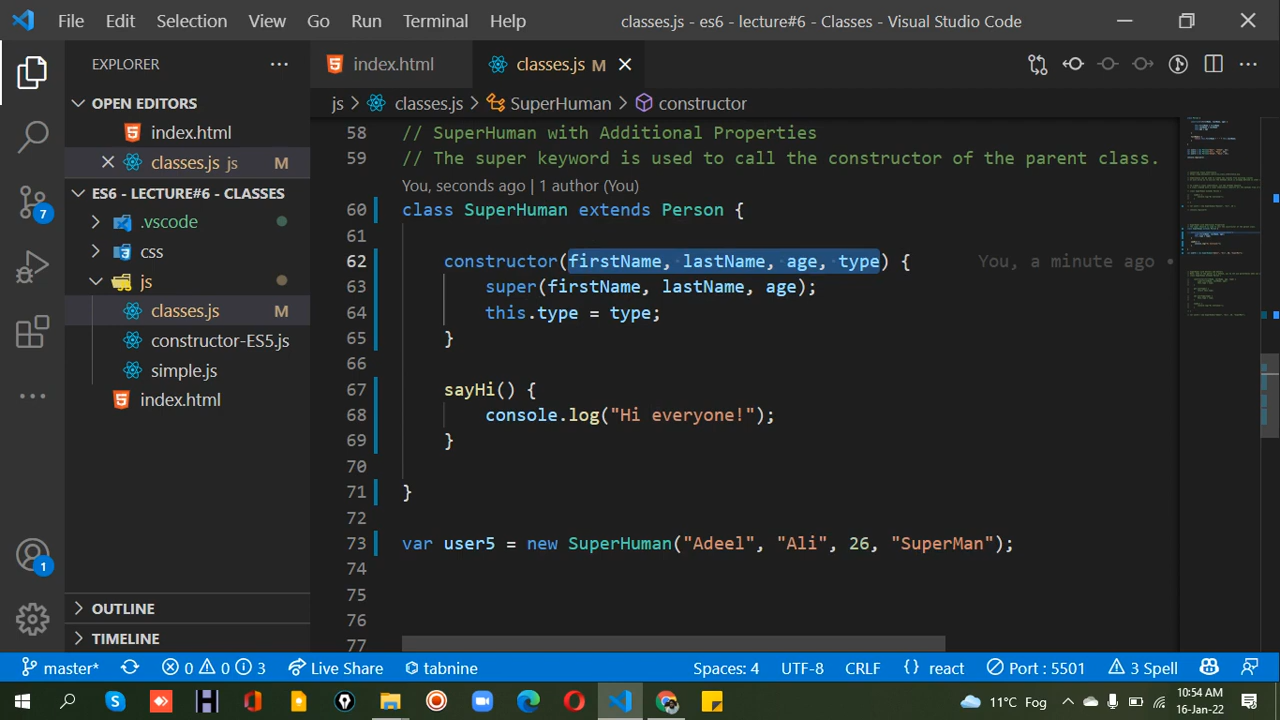 File Edit Selection View Go Run Terminal Help classes.js - es6 - lecture#6 - Classes - Visual Studio Code
EXPLORER
index.html
classes.js M
OPEN EDITORS
index.html
classes.js js M
ES6 - LECTURE#6 - CLASSES
.vscode
css
js
classes.js M
constructor-ES5.js
simple.js
index.html
OUTLINE
TIMELINE
7
1
js > classes.js > SuperHuman > constructor
58 // SuperHuman with Additional Properties
59 // The super keyword is used to call the constructor of the parent class.
You, seconds ago | 1 author (You)
60 class SuperHuman extends Person {
61
62 constructor(firstName, lastName, age, type) { You, a minute ago •
63 super(firstName, lastName, age);
64 this.type = type;
65 }
66
67 sayHi() {
68 console.log("Hi everyone!");
69 }
70
71 }
72
73 var user5 = new SuperHuman("Adeel", "Ali", 26, "SuperMan");
74
75
76
77
master* 0 0 3 Live Share tabnine Spaces: 4 UTF-8 CRLF {} react Port : 5501 3 Spell
11°C Fog 10:54 AM
16-Jan-22